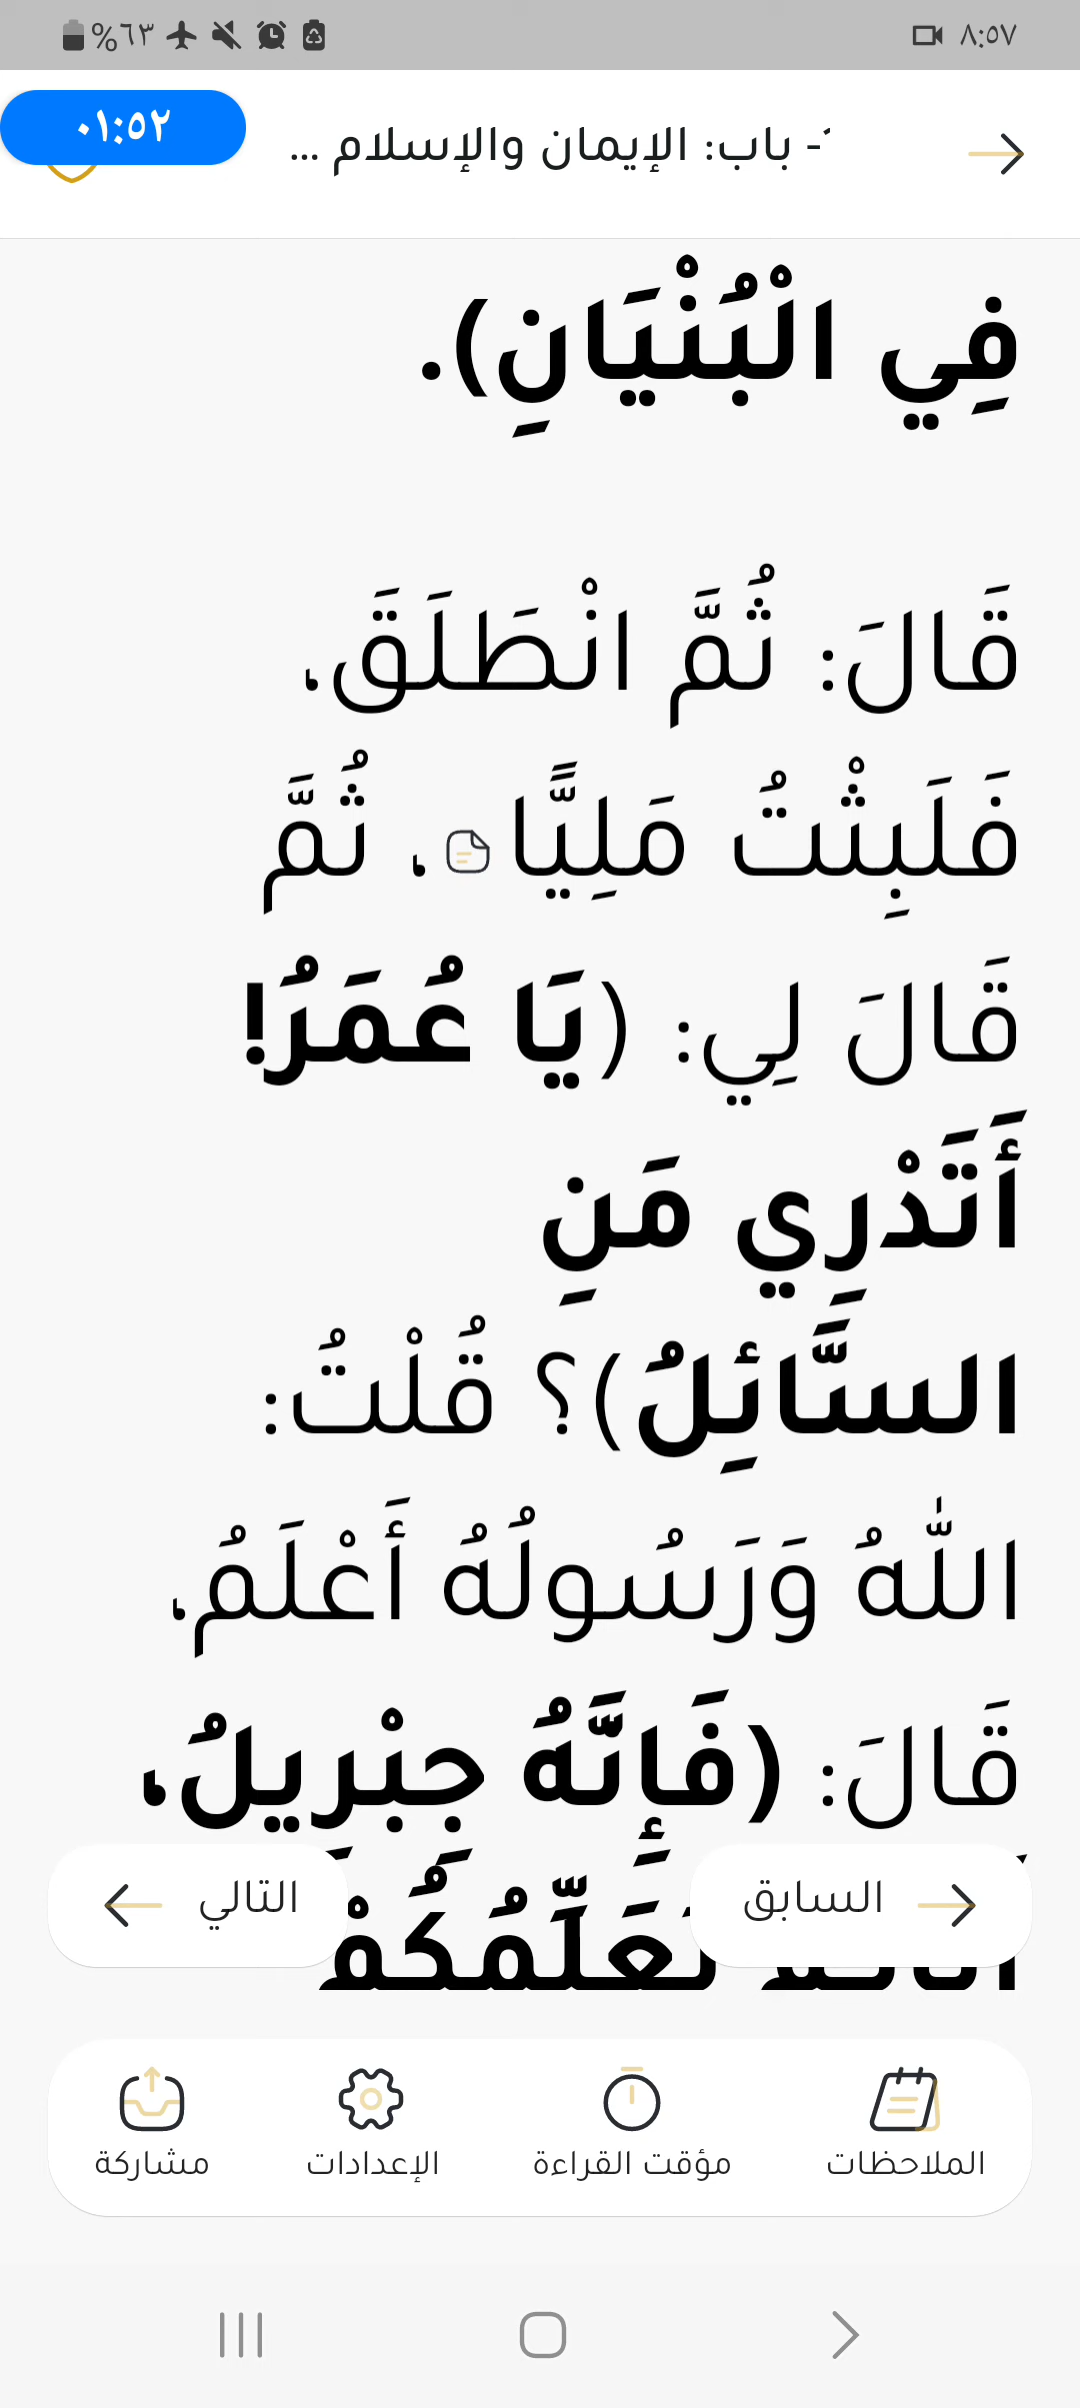 ٨:٥٧
%٦٣
٠١:٥٢
- باب: الإيمان والإسلام ...
فِي الْبُنْيَانِ).
قَالَ: ثُمَّ انْطَلَقَ،
فَلَبِثْتُ مَلِيًّا ، ثُمَّ
قَالَ لِي: (يَا عُمَرُ!
أَتَدْرِي مَنِ
السَّائِلُ)؟ قُلْتُ:
اللّٰهُ وَرَسُولُهُ أَعْلَمُ،
قَالَ: (فَإِنَّهُ جِبْرِيلُ،
السابق
التالي
الملاحظات
مؤقت القراءة
الإعدادات
مشاركة